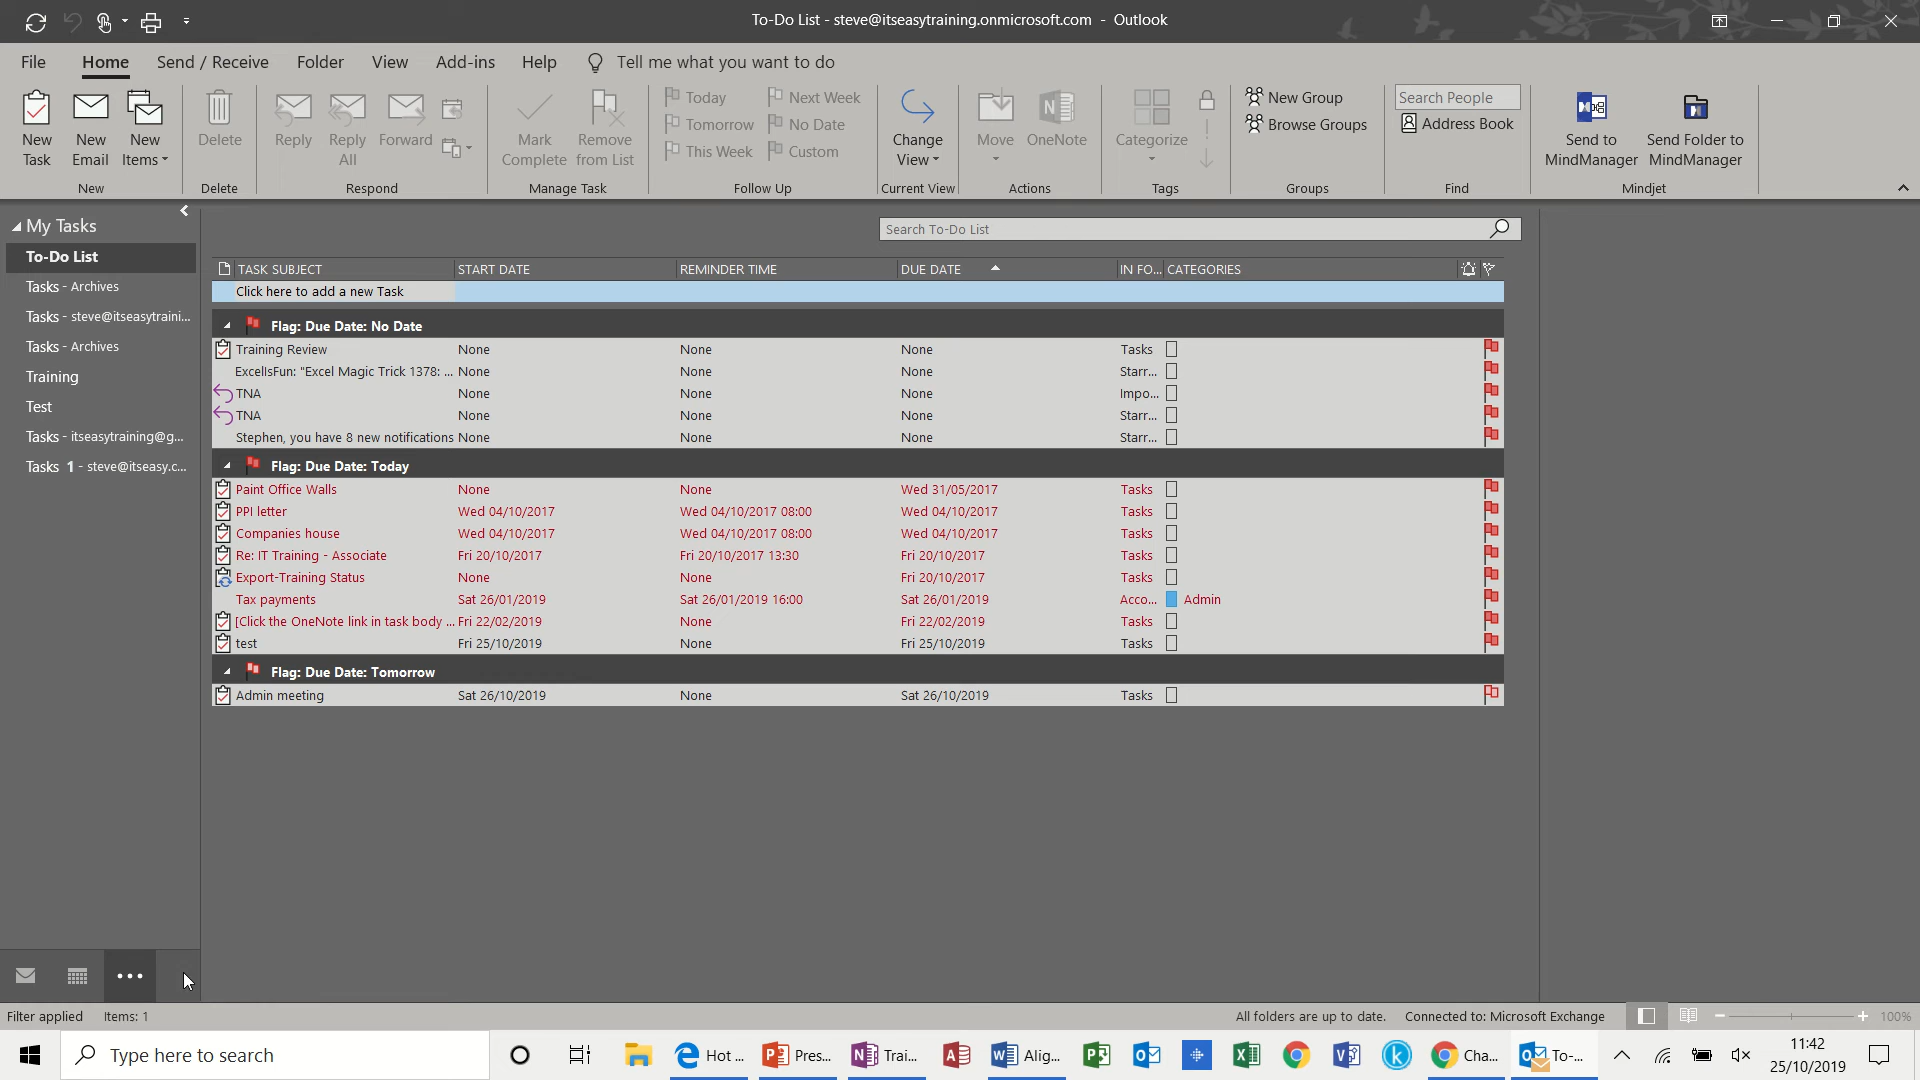 To-Do List - steve@itseasytraining.onmicrosoft.com - Outlook
File Home Send / Receive Folder View Add-ins Help Tell me what you want to do
New Task
New Email
New Items
New
Delete
Delete
Reply
Reply All
Forward
Respond
Mark Complete
Remove from List
Manage Task
Today
Tomorrow
This Week
Next Week
No Date
Custom
Follow Up
Change View
Current View
Move
OneNote
Actions
Categorize
Tags
New Group
Browse Groups
Groups
Search People
Address Book
Find
Send to MindManager
Send Folder to MindManager
Mindjet
My Tasks
To-Do List
Tasks - Archives
Tasks - steve@itseasytraini...
Tasks - Archives
Training
Test
Tasks - itseasytraining@g...
Tasks 1 - steve@itseasy.c...
Search To-Do List
TASK SUBJECT START DATE REMINDER TIME DUE DATE IN FO... CATEGORIES
Click here to add a new Task
Flag: Due Date: No Date
Training Review None None None Tasks
ExcelIsFun: "Excel Magic Trick 1378: ... None None None Starr...
TNA None None None Impo...
TNA None None None Starr...
Stephen, you have 8 new notifications None None None Starr...
Flag: Due Date: Today
Paint Office Walls None None Wed 31/05/2017 Tasks
PPI letter Wed 04/10/2017 Wed 04/10/2017 08:00 Wed 04/10/2017 Tasks
Companies house Wed 04/10/2017 Wed 04/10/2017 08:00 Wed 04/10/2017 Tasks
Re: IT Training - Associate Fri 20/10/2017 Fri 20/10/2017 13:30 Fri 20/10/2017 Tasks
Export-Training Status None None Fri 20/10/2017 Tasks
Tax payments Sat 26/01/2019 Sat 26/01/2019 16:00 Sat 26/01/2019 Acco... Admin
[Click the OneNote link in task body ... Fri 22/02/2019 None Fri 22/02/2019 Tasks
test Fri 25/10/2019 None Fri 25/10/2019 Tasks
Flag: Due Date: Tomorrow
Admin meeting Sat 26/10/2019 None Sat 26/10/2019 Tasks
Filter applied Items: 1 All folders are up to date. Connected to: Microsoft Exchange 100%
Type here to search Hot ... Pres... Trai... Alig... Cha... To-...
11:42
25/10/2019